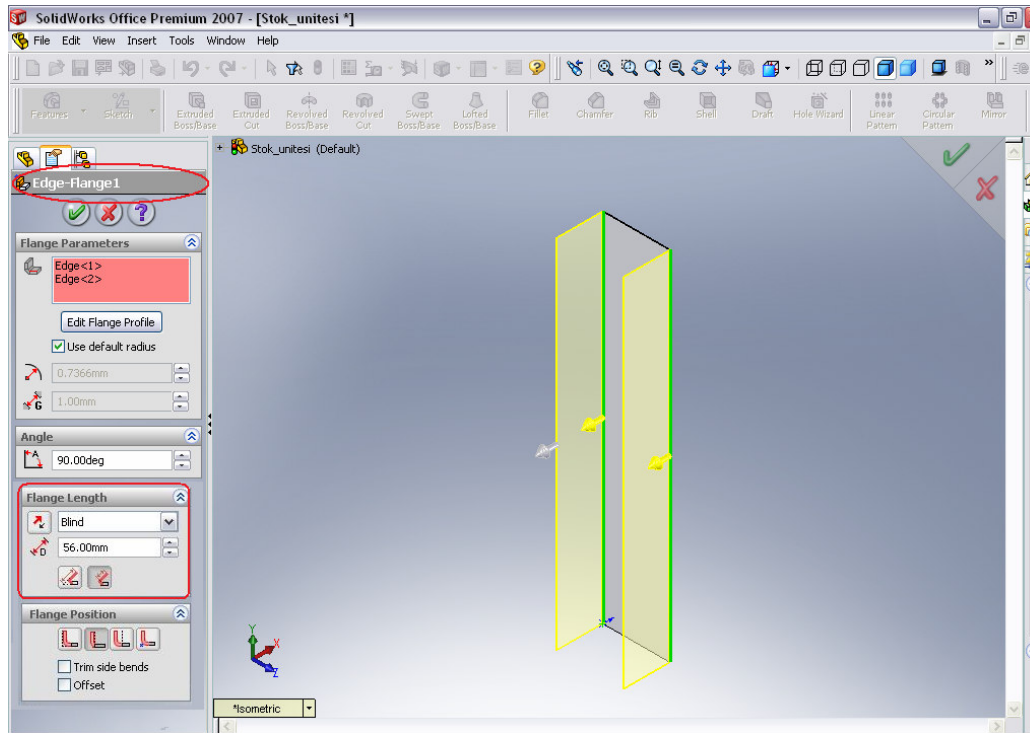 SolidWorks Office Premium 2007 - [Stok_unitesi *]
File Edit View Insert Tools Window Help
Features Sketch Extruded Boss/Base Extruded Cut Revolved Boss/Base Revolved Cut Swept Boss/Base Lofted Boss/Base Fillet Chamfer Rib Shell Draft Hole Wizard Linear Pattern Circular Pattern Mirror
+ Stok_unitesi (Default)
Edge-Flange1
Flange Parameters
Edge<1>
Edge<2>
Edit Flange Profile
Use default radius
0.7366mm
G 1.00mm
Angle
A 90.00deg
Flange Length
Blind
D 56.00mm
Flange Position
Trim side bends
Offset
Y
X
Z
*Isometric